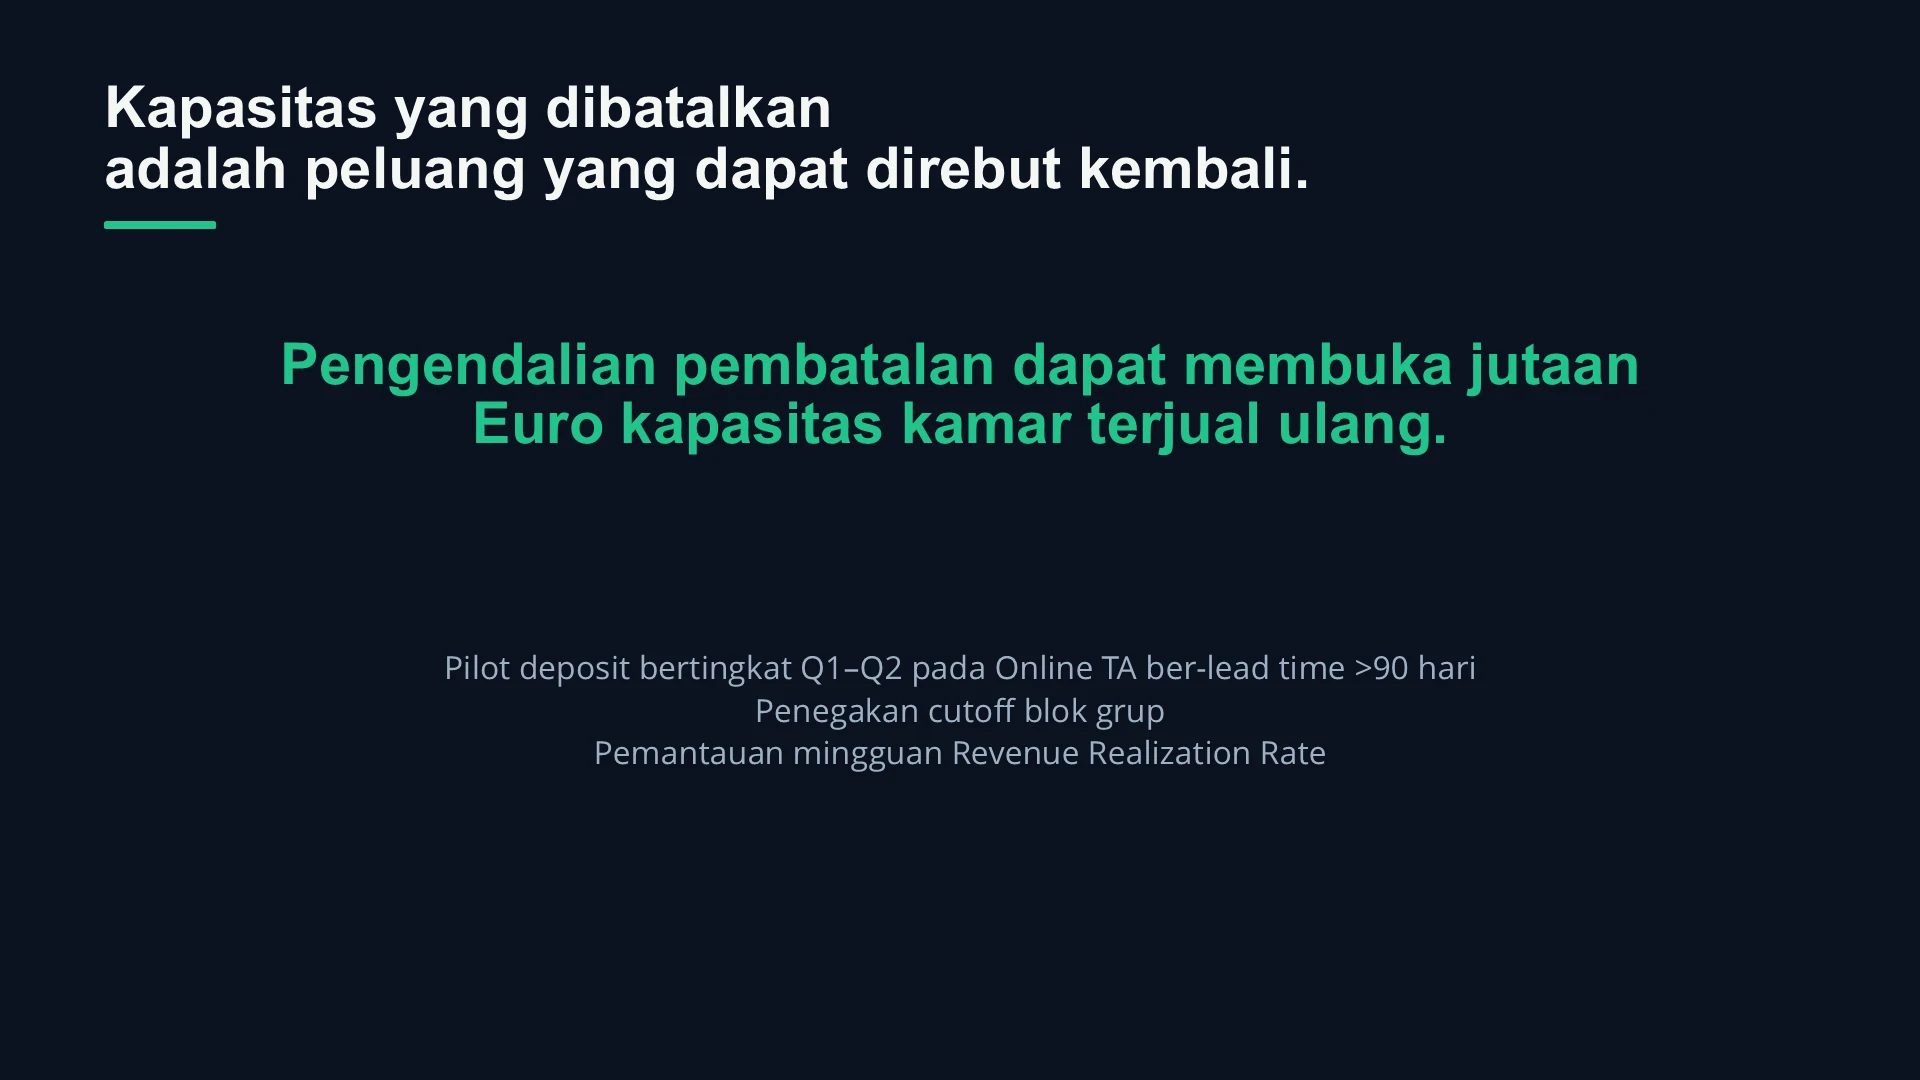 Kapasitas yang dibatalkan
adalah peluang yang dapat direbut kembali.
Pengendalian pembatalan dapat membuka jutaan
Euro kapasitas kamar terjual ulang.
Pilot deposit bertingkat Q1–Q2 pada Online TA ber-lead time >90 hari
Penegakan cutoff blok grup
Pemantauan mingguan Revenue Realization Rate